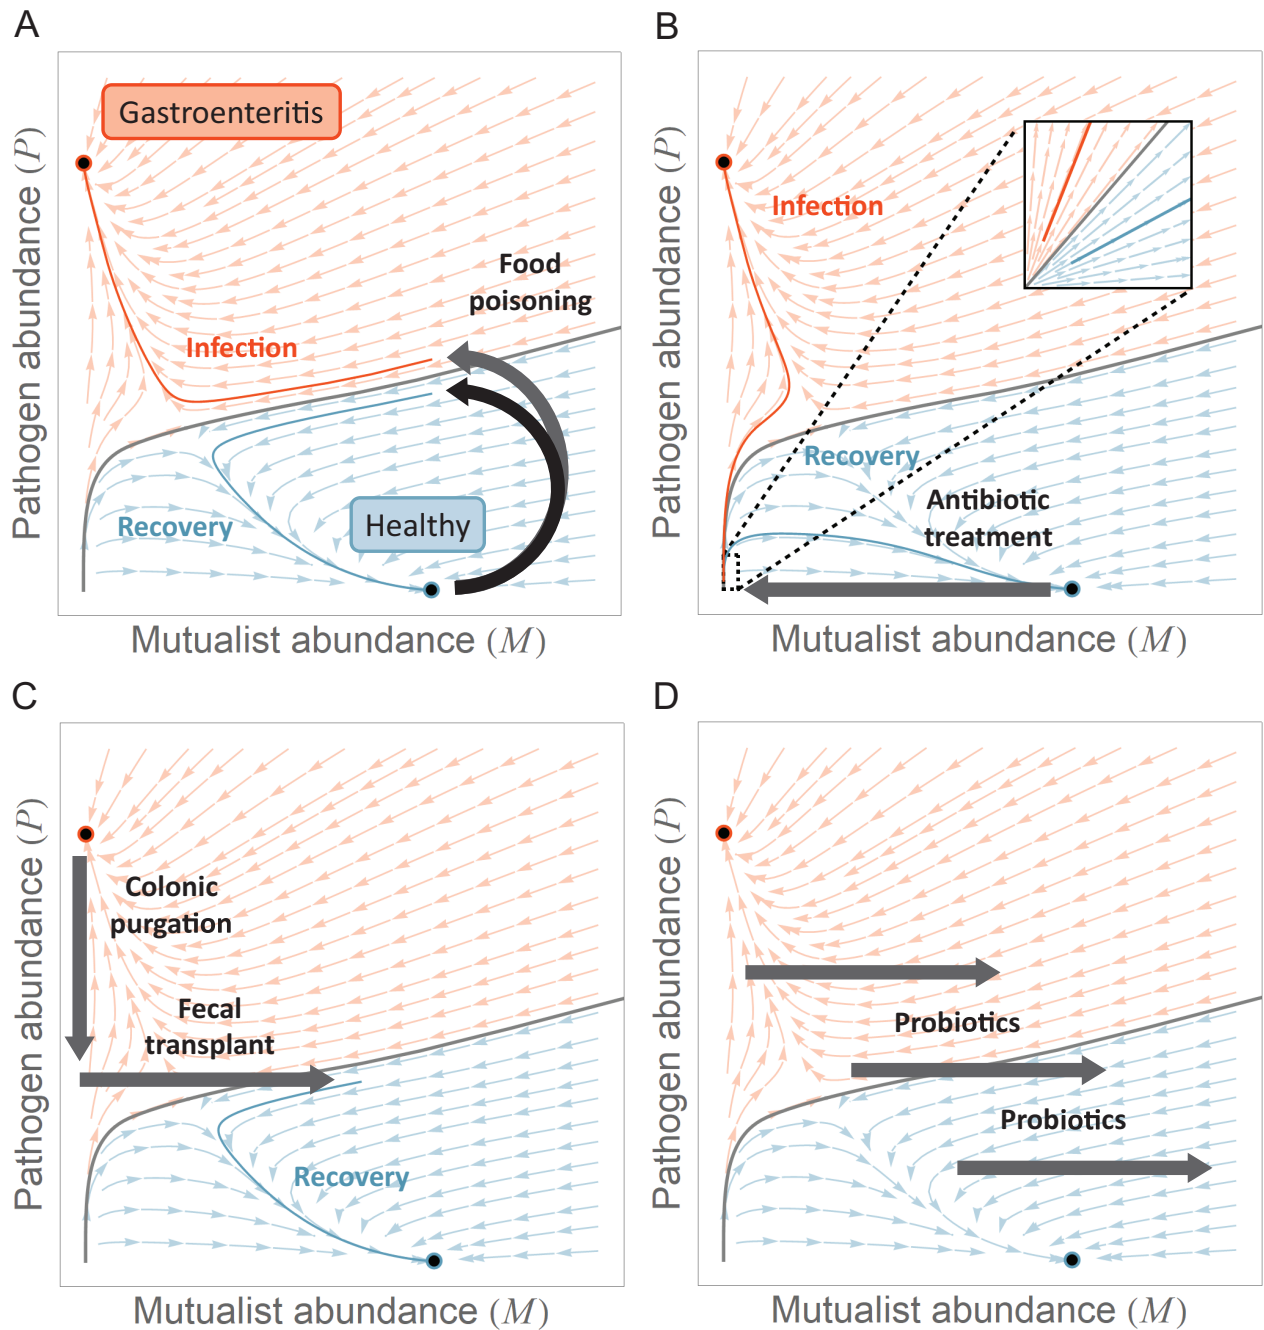 A
Gastroenteritis
Food
poisoning
Infection
Healthy
Recovery
Pathogen abundance (P)
Mutualist abundance (M)
B
Infection
Recovery
Antibiotic
treatment
Pathogen abundance (P)
Mutualist abundance (M)
C
Colonic
purgation
Fecal
transplant
Recovery
Pathogen abundance (P)
Mutualist abundance (M)
D
Probiotics
Probiotics
Pathogen abundance (P)
Mutualist abundance (M)